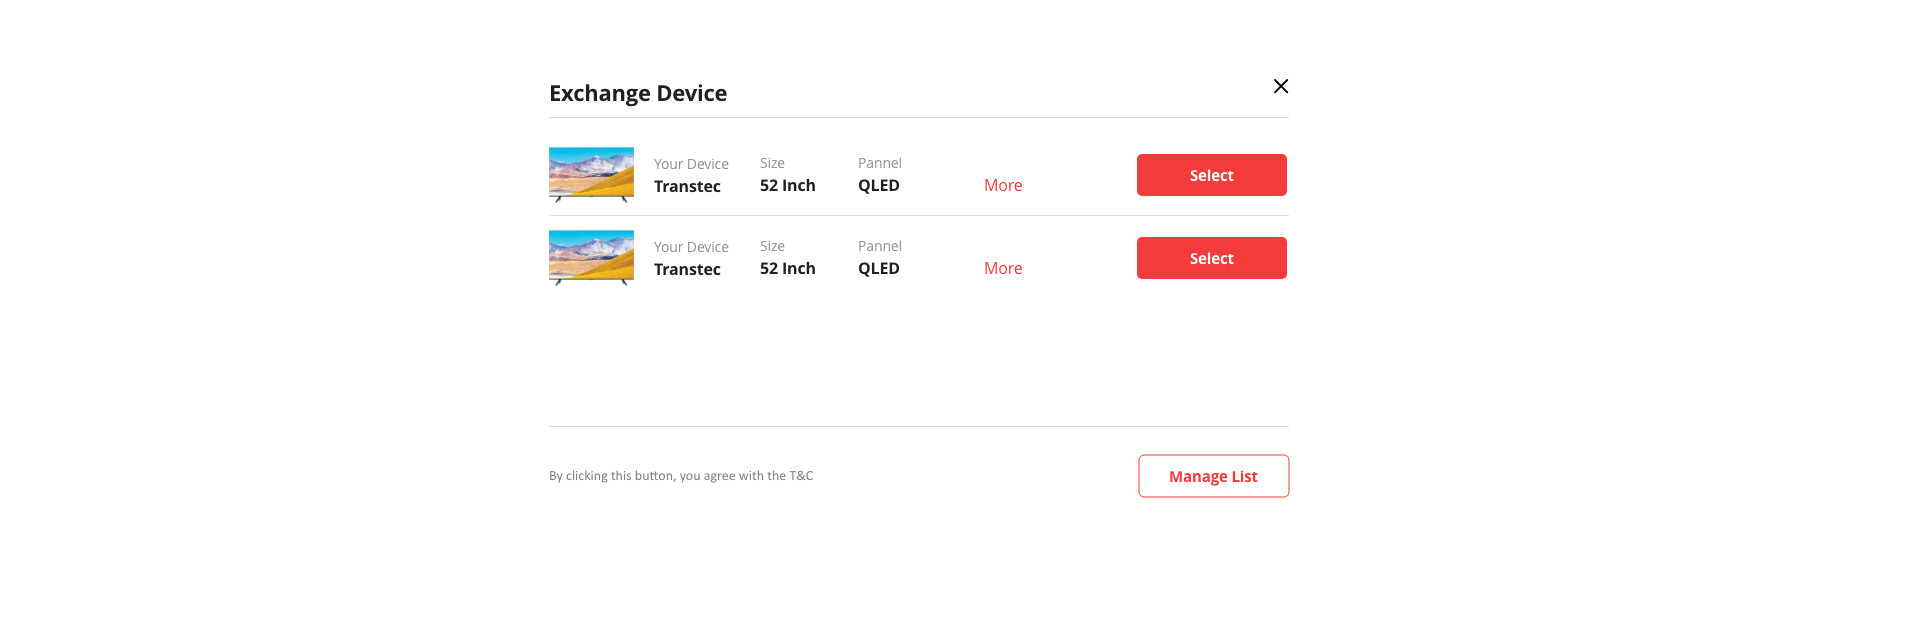 Exchange Device
Your Device Size Pannel
Transtec 52 Inch QLED More Select
Your Device Size Pannel
Transtec 52 Inch QLED More Select
By clicking this button, you agree with the T&C Manage List